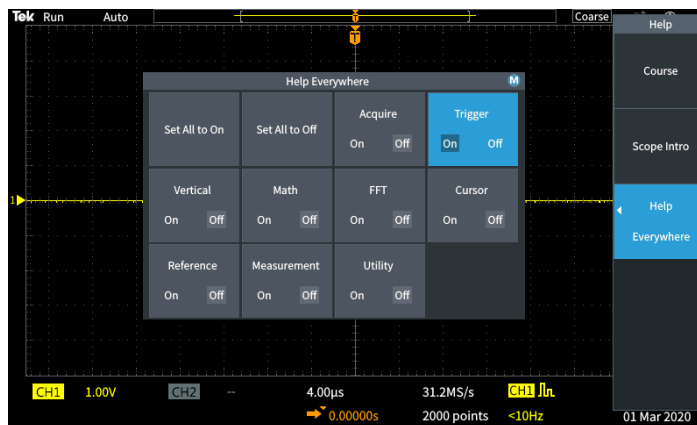 Tek Run Auto Coarse
T
T
Help
Course
Scope Intro
Help
Everywhere
Help Everywhere M
Set All to On Set All to Off
Acquire
On Off
Trigger
On Off
Vertical
On Off
Math
On Off
FFT
On Off
Cursor
On Off
Reference
On Off
Measurement
On Off
Utility
On Off
1
CH1 1.00V CH2 -- 4.00µs 31.2MS/s CH1
0.00000s 2000 points <10Hz 01 Mar 2020